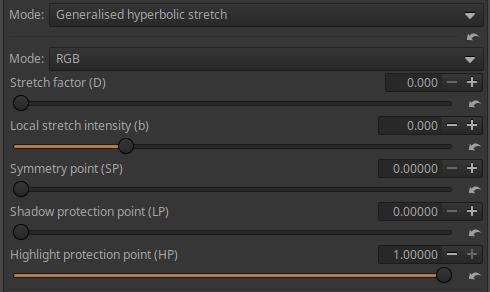 Mode: Generalised hyperbolic stretch
Mode: RGB
Stretch factor (D) 0.000 − +
Local stretch intensity (b) 0.000 − +
Symmetry point (SP) 0.00000 − +
Shadow protection point (LP) 0.00000 − +
Highlight protection point (HP) 1.00000 − +